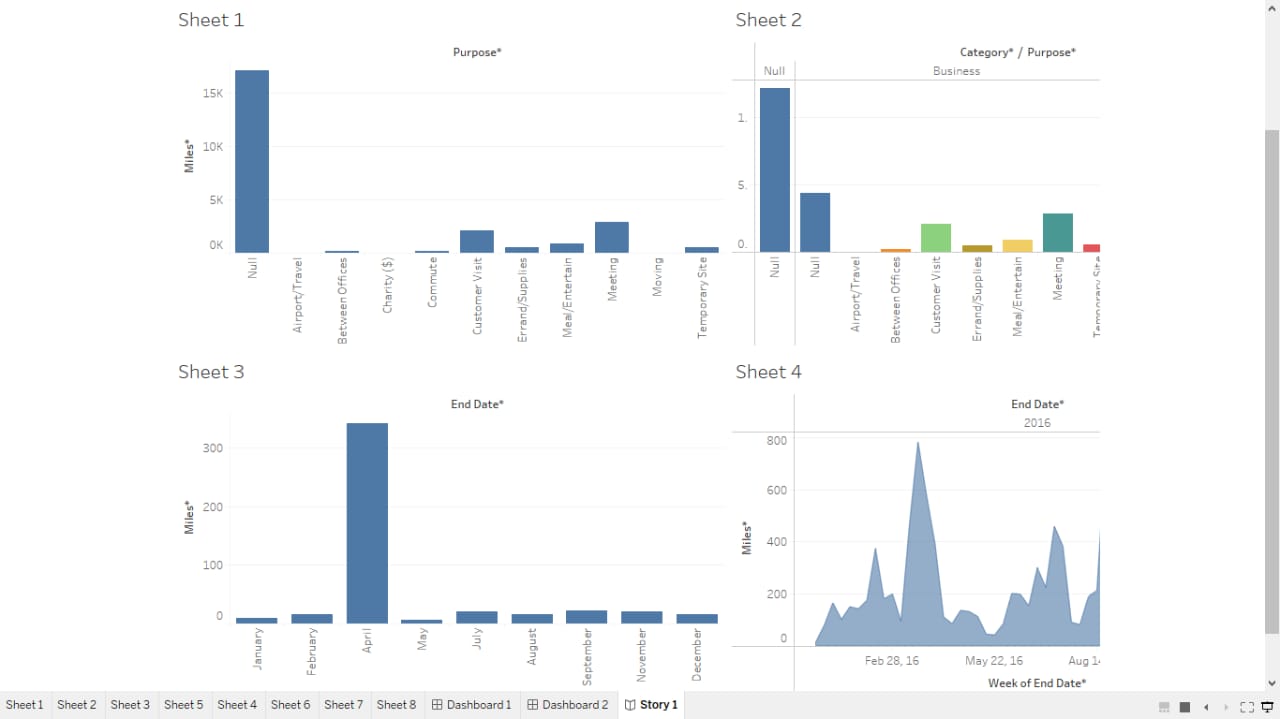 Sheet 1
Purpose*
Miles*
15K
10K
5K
0K
Null
Airport/Travel
Between Offices
Charity ($)
Commute
Customer Visit
Errand/Supplies
Meal/Entertain
Meeting
Moving
Temporary Site
Sheet 2
Category* / Purpose*
Null
Business
1.
5.
0.
Null
Null
Airport/Travel
Between Offices
Customer Visit
Errand/Supplies
Meal/Entertain
Meeting
Temporary Site
Sheet 3
End Date*
Miles*
300
200
100
0
January
February
April
May
July
August
September
November
December
Sheet 4
End Date*
2016
Miles*
800
600
400
200
0
Feb 28, 16
May 22, 16
Aug 14
Week of End Date*
Sheet 1 Sheet 2 Sheet 3 Sheet 5 Sheet 4 Sheet 6 Sheet 7 Sheet 8 Dashboard 1 Dashboard 2 Story 1